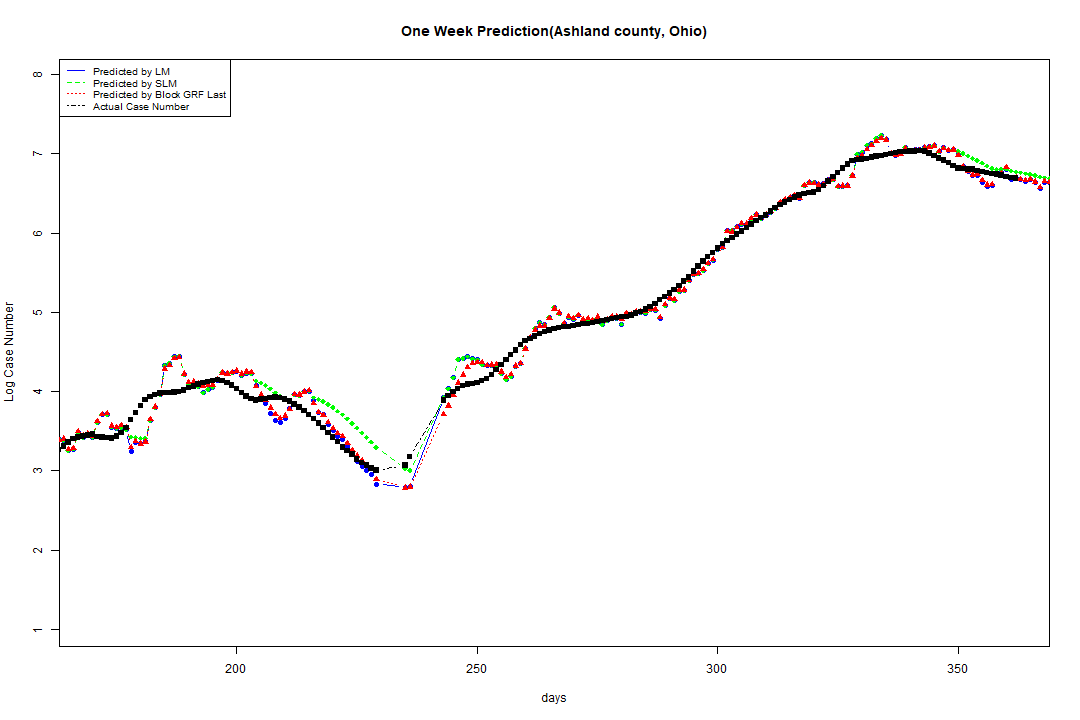 One Week Prediction(Ashland county, Ohio)
Predicted by LM
Predicted by SLM
Predicted by Block GRF Last
Actual Case Number
8
7
6
5
4
3
2
1
Log Case Number
200 250 300 350
days